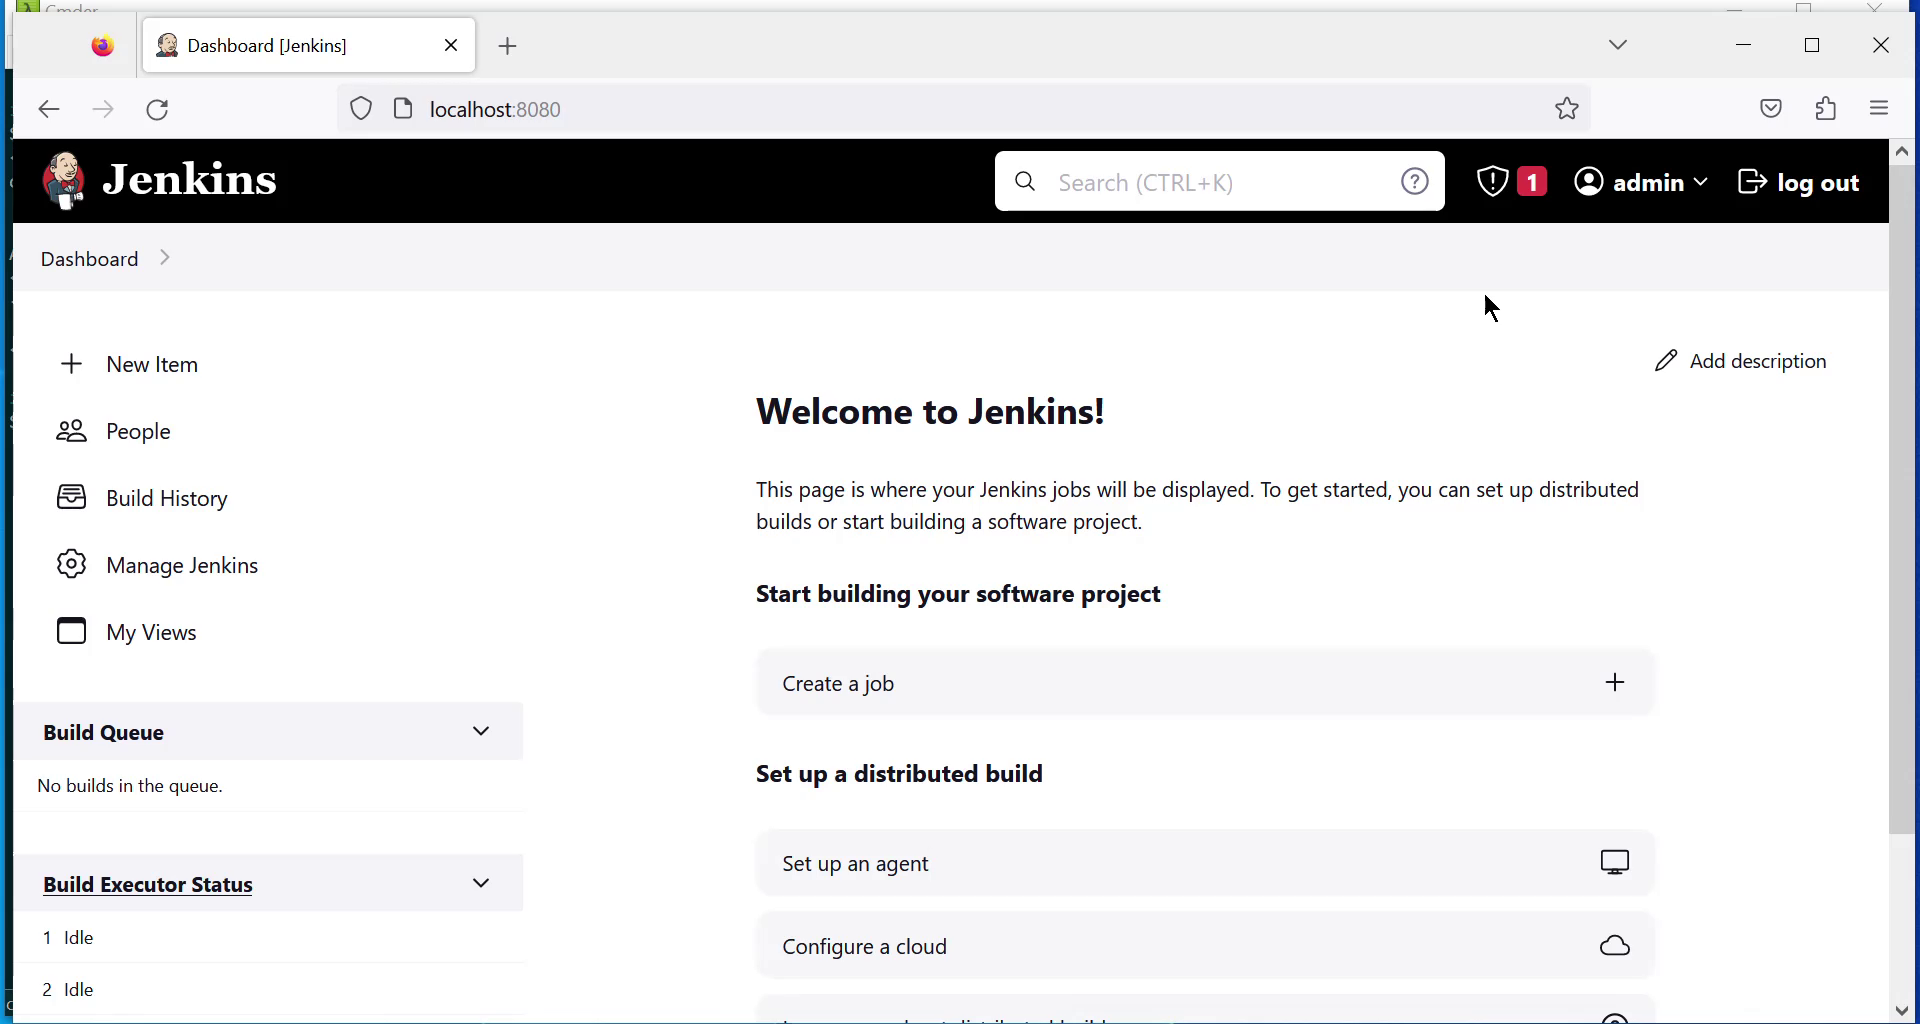 Cmder
Dashboard [Jenkins]
localhost:8080
Jenkins
Search (CTRL+K)
1
admin
log out
Dashboard
New Item
People
Build History
Manage Jenkins
My Views
Build Queue
No builds in the queue.
Build Executor Status
1 Idle
2 Idle
Add description
Welcome to Jenkins!
This page is where your Jenkins jobs will be displayed. To get started, you can set up distributed
builds or start building a software project.
Start building your software project
Create a job
Set up a distributed build
Set up an agent
Configure a cloud